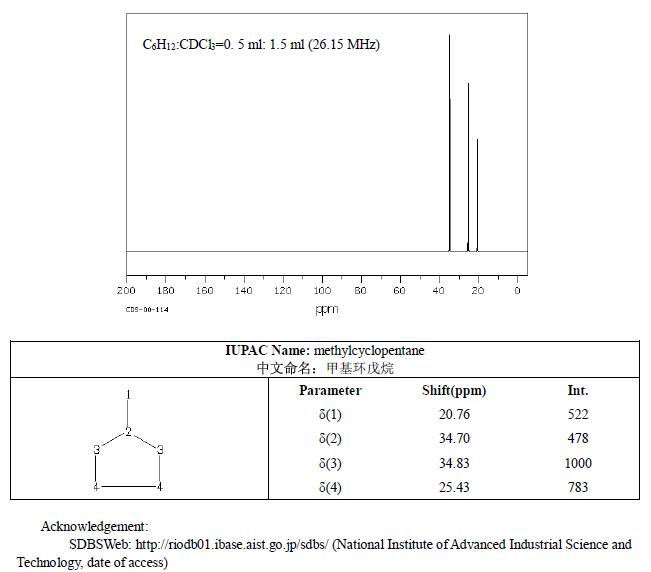 C6H12:CDCl3=0. 5 ml: 1.5 ml (26.15 MHz)
200 180 160 140 120 100 80 60 40 20 0
CDS-00-114
ppm
IUPAC Name: methylcyclopentane
中文命名：甲基环戊烷
Parameter Shift(ppm) Int.
1
2
3 3
4 4
δ(1) 20.76 522
δ(2) 34.70 478
δ(3) 34.83 1000
δ(4) 25.43 783
Acknowledgement:
SDBSWeb: http://riodb01.ibase.aist.go.jp/sdbs/ (National Institute of Advanced Industrial Science and
Technology, date of access)